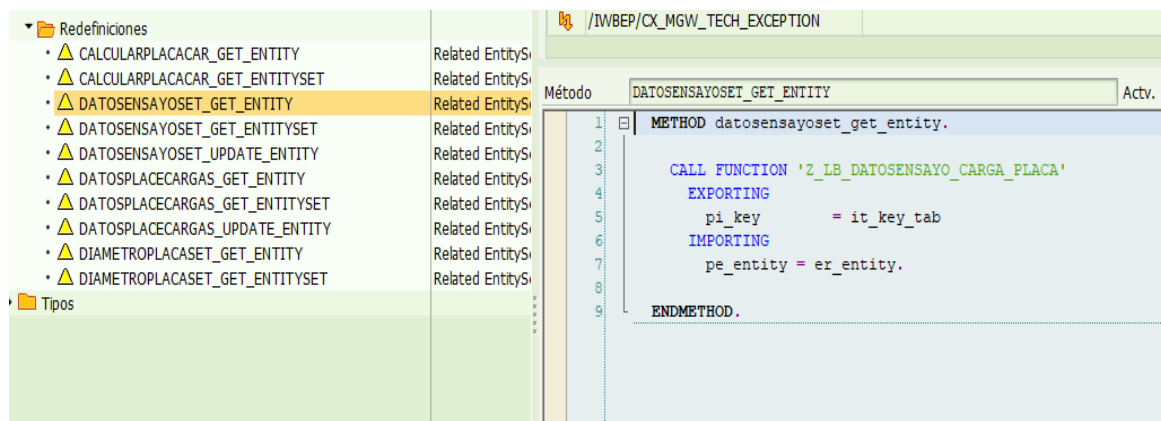 Redefiniciones
CALCULARPLACACAR_GET_ENTITY Related EntitySe
CALCULARPLACACAR_GET_ENTITYSET Related EntitySe
DATOSENSAYOSET_GET_ENTITY Related EntitySe
DATOSENSAYOSET_GET_ENTITYSET Related EntitySe
DATOSENSAYOSET_UPDATE_ENTITY Related EntitySe
DATOSPLACECARGAS_GET_ENTITY Related EntitySe
DATOSPLACECARGAS_GET_ENTITYSET Related EntitySe
DATOSPLACECARGAS_UPDATE_ENTITY Related EntitySe
DIAMETROPLACASET_GET_ENTITY Related EntitySe
DIAMETROPLACASET_GET_ENTITYSET Related EntitySe
Tipos
/IWBEP/CX_MGW_TECH_EXCEPTION
Método DATOSENSAYOSET_GET_ENTITY Actv.
1 METHOD datosensayoset_get_entity.
2
3 CALL FUNCTION 'Z_LB_DATOSENSAYO_CARGA_PLACA'
4 EXPORTING
5 pi_key = it_key_tab
6 IMPORTING
7 pe_entity = er_entity.
8
9 ENDMETHOD.